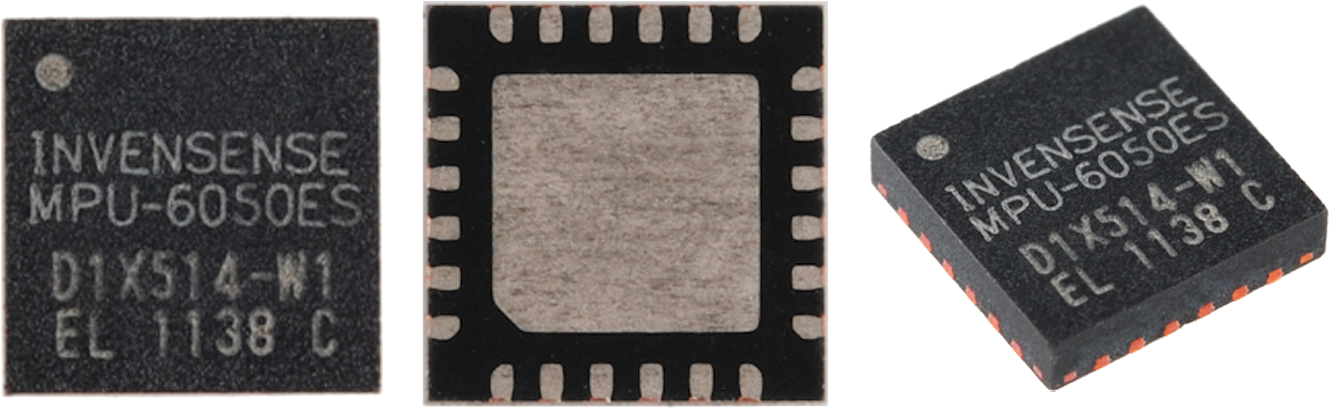 INVENSENSE
MPU-6050ES
D1X514-W1
EL 1138 C
INVENSENSE
MPU-6050ES
D1X514-W1
EL 1138 C